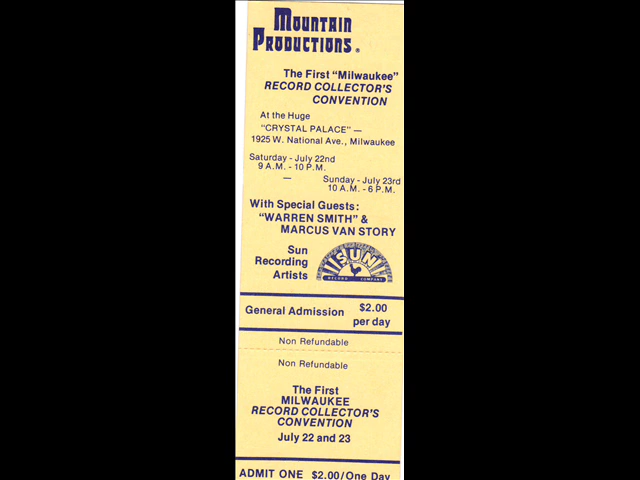 MOUNTAIN
PRODUCTIONS®
The First "Milwaukee"
RECORD COLLECTOR'S
CONVENTION
At the Huge
"CRYSTAL PALACE" —
1925 W. National Ave., Milwaukee
Saturday - July 22nd
9 A.M. - 10 P.M.
—
Sunday - July 23rd
10 A.M. - 6 P.M.
With Special Guests:
"WARREN SMITH" &
MARCUS VAN STORY
Sun
Recording
Artists
SUN
RECORD COMPANY
General Admission
$2.00
per day
Non Refundable
Non Refundable
The First
MILWAUKEE
RECORD COLLECTOR'S
CONVENTION
July 22 and 23
ADMIT ONE $2.00/One Day